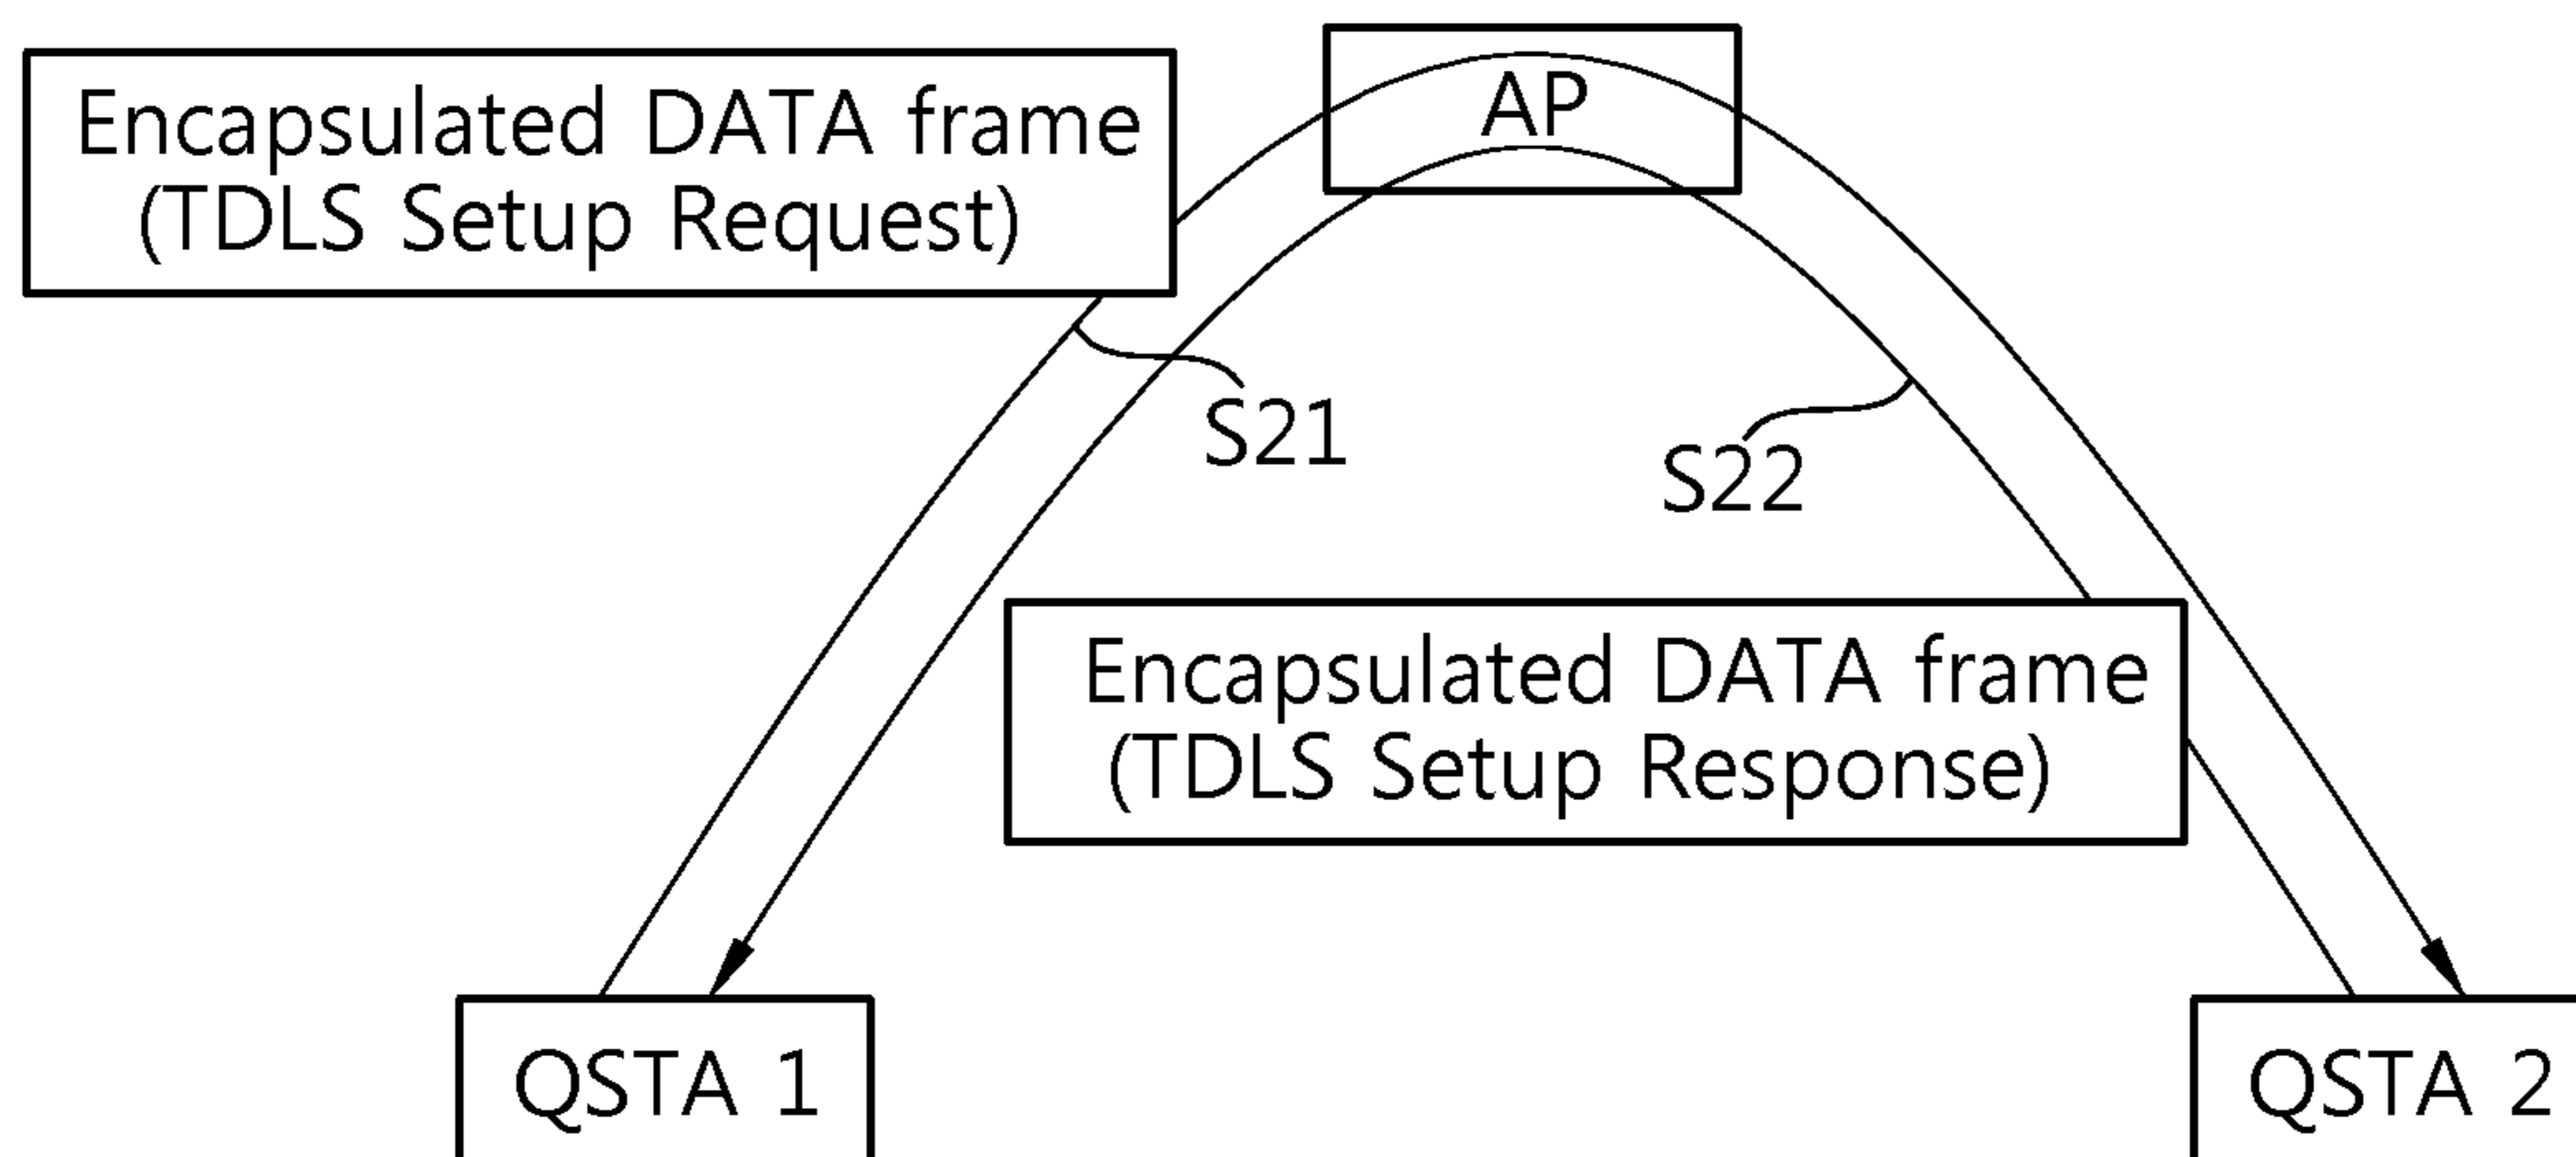 AP
Encapsulated DATA frame
(TDLS Setup Request)
S21
S22
Encapsulated DATA frame
(TDLS Setup Response)
QSTA 1
QSTA 2